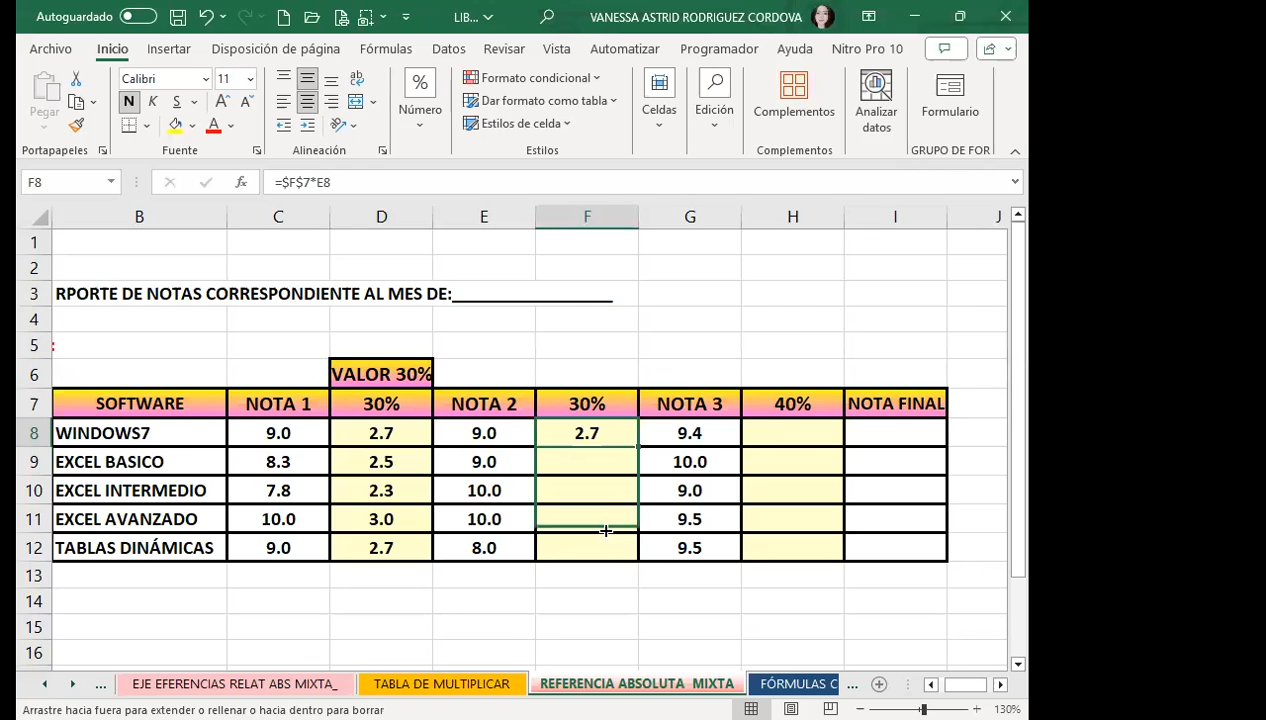 Autoguardado
LIB...
VANESSA ASTRID RODRIGUEZ CORDOVA
Archivo Inicio Insertar Disposición de página Fórmulas Datos Revisar Vista Automatizar Programador Ayuda Nitro Pro 10
Pegar
Calibri 11
N K S
A A
A
ab
%
Número
Formato condicional
Dar formato como tabla
Estilos de celda
Celdas
Edición
Complementos
Analizar
datos
Formulario
Portapapeles Fuente Alineación Estilos Complementos GRUPO DE FOR
F8 fx =$F$7*E8
B C D E F G H I J
1
2
3 RPORTE DE NOTAS CORRESPONDIENTE AL MES DE:_________________
4
5 :
6 VALOR 30%
7 SOFTWARE NOTA 1 30% NOTA 2 30% NOTA 3 40% NOTA FINAL
8 WINDOWS7 9.0 2.7 9.0 2.7 9.4
9 EXCEL BASICO 8.3 2.5 9.0 10.0
10 EXCEL INTERMEDIO 7.8 2.3 10.0 9.0
11 EXCEL AVANZADO 10.0 3.0 10.0 9.5
12 TABLAS DINÁMICAS 9.0 2.7 8.0 9.5
13
14
15
16
... EJE EFERENCIAS RELAT ABS MIXTA_ TABLA DE MULTIPLICAR REFERENCIA ABSOLUTA MIXTA FÓRMULAS C ...
Arrastre hacia fuera para extender o rellenar o hacia dentro para borrar
130%